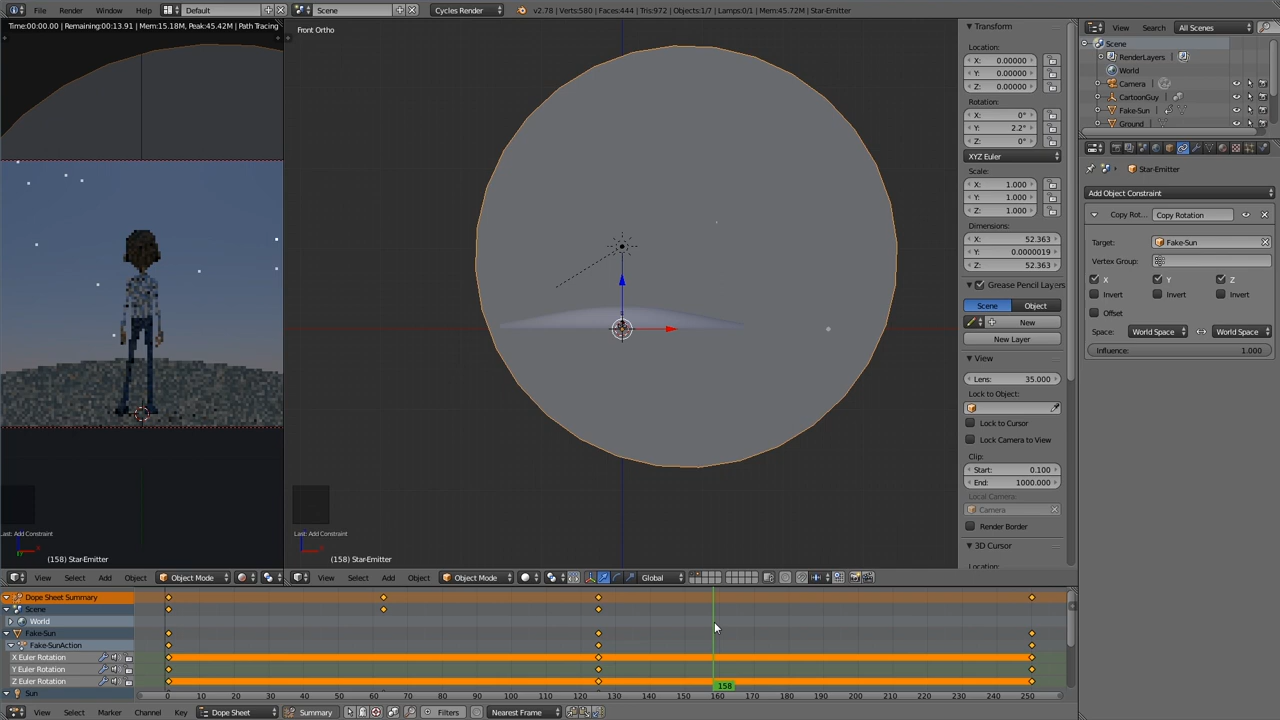 File Render Window Help Default Scene Cycles Render v2.78 | Verts:580 | Faces:444 | Tris:972 | Objects:1/7 | Lamps:0/1 | Mem:45.72M | Star-Emitter
Time:00:00.00 | Remaining:00:13.91 | Mem:15.18M, Peak:45.42M | Path Tracing
Front Ortho
Last: Add Constraint
(158) Star-Emitter
Last: Add Constraint
(158) Star-Emitter
Transform
Location:
X: 0.00000
Y: 0.00000
Z: 0.00000
Rotation:
X: 0°
Y: 2.2°
Z: 0°
XYZ Euler
Scale:
X: 1.000
Y: 1.000
Z: 1.000
Dimensions:
X: 52.363
Y: 0.0000019
Z: 52.363
Grease Pencil Layers
Scene Object
New
New Layer
View
Lens: 35.000
Lock to Object:
Lock to Cursor
Lock Camera to View
Clip:
Start: 0.100
End: 1000.000
Local Camera:
Camera
Render Border
3D Cursor
Location:
View Search All Scenes
Scene
RenderLayers
World
Camera
CartoonGuy
Fake-Sun
Ground
Star-Emitter
Add Object Constraint
Copy Rot... Copy Rotation
Target: Fake-Sun
Vertex Group:
X Y Z
Invert Invert Invert
Offset
Space: World Space World Space
Influence: 1.000
View Select Add Object Object Mode
View Select Add Object Object Mode Global
Dope Sheet Summary
Scene
World
Fake-Sun
Fake-SunAction
X Euler Rotation
Y Euler Rotation
Z Euler Rotation
Sun
158
0 10 20 30 40 50 60 70 80 90 100 110 120 130 140 150 160 170 180 190 200 210 220 230 240 250
View Select Marker Channel Key Dope Sheet Summary Filters Nearest Frame